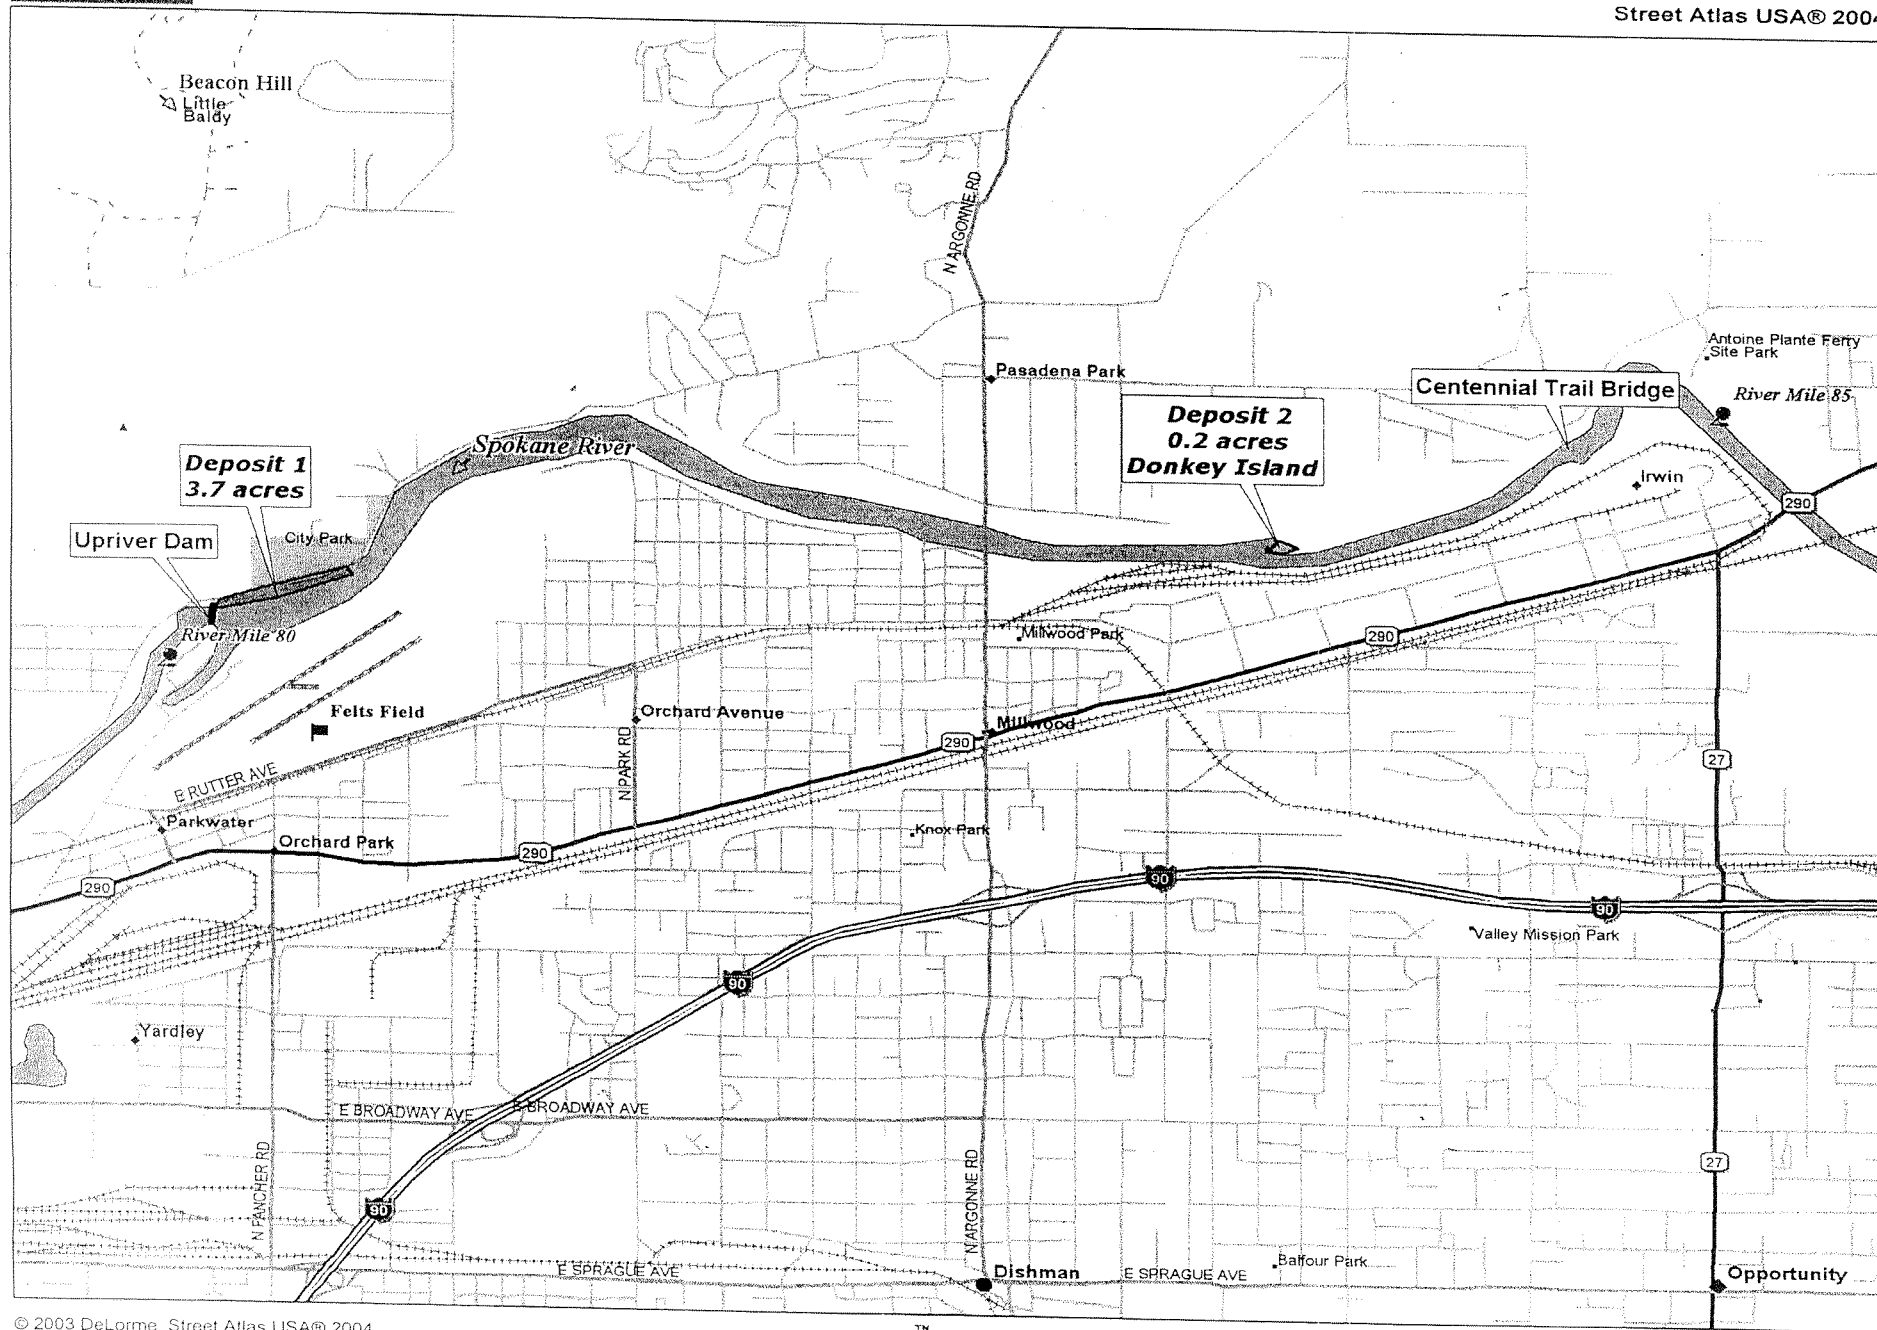 Street Atlas USA® 2004
Beacon Hill
Little
Baldy
N ARGONNE RD
Antoine Plante Ferry
Site Park
Pasadena Park
Centennial Trail Bridge
River Mile 85
Deposit 2
0.2 acres
Donkey Island
Spokane River
Deposit 1
3.7 acres
Irwin
290
Upriver Dam
City Park
River Mile 80
Millwood Park
290
Felts Field
Orchard Avenue
Millwood
290
N PARK RD
27
E RUTTER AVE
Parkwater
Orchard Park
Knox Park
290
290
90
90
Valley Mission Park
90
Yardley
E BROADWAY AVE
E BROADWAY AVE
N FANCHER RD
N ARGONNE RD
27
90
E SPRAGUE AVE
Dishman
E SPRAGUE AVE
Balfour Park
Opportunity
© 2003 DeLorme. Street Atlas USA® 2004
TN